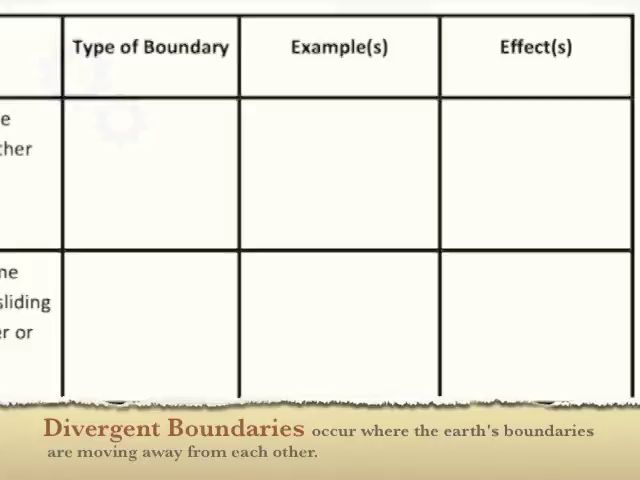 Type of Boundary Example(s) Effect(s)
e
ther
ne
sliding
er or
Divergent Boundaries occur where the earth's boundaries
are moving away from each other.